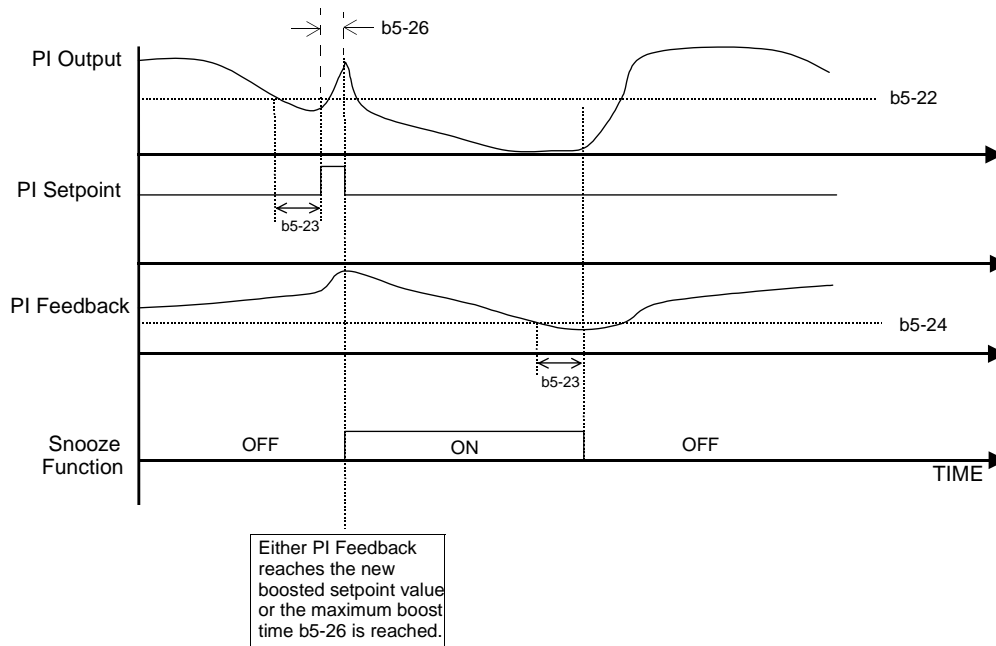 b5-26
PI Output
b5-22
PI Setpoint
b5-23
PI Feedback
b5-24
b5-23
Snooze
Function
OFF
ON
OFF
TIME
Either PI Feedback
reaches the new
boosted setpoint value
or the maximum boost
time b5-26 is reached.